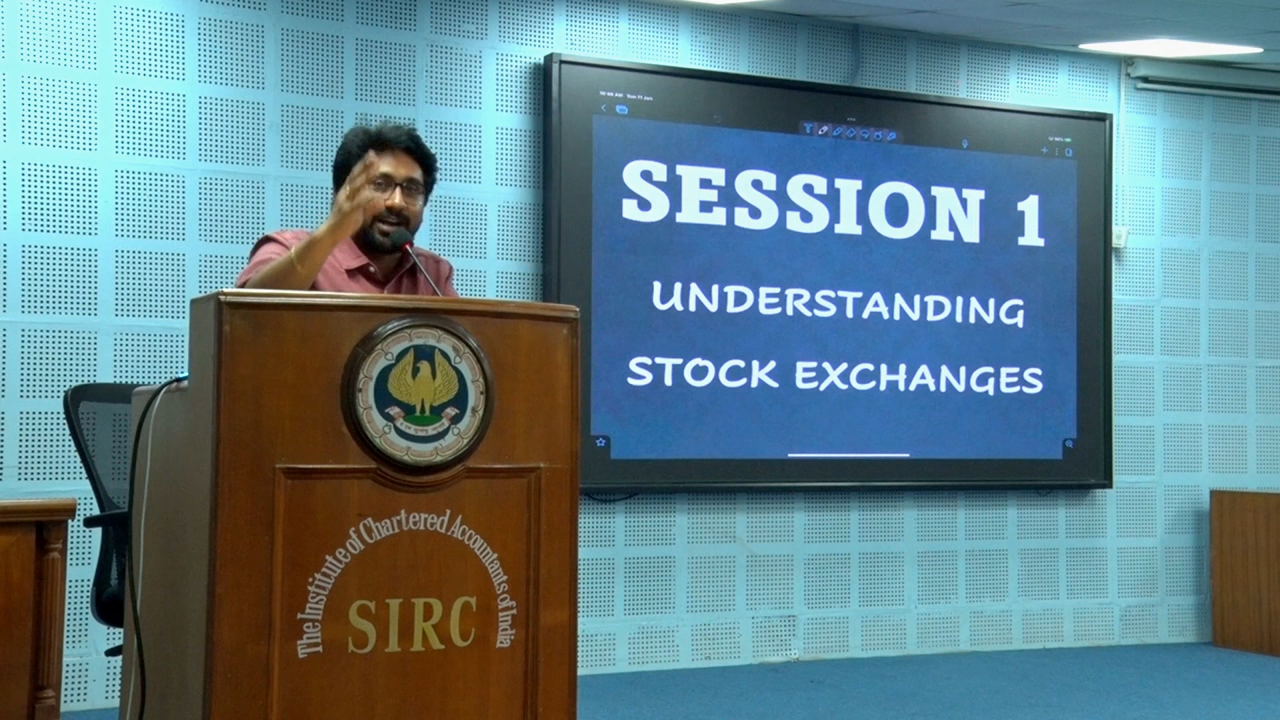 SESSION 1
UNDERSTANDING
STOCK EXCHANGES
The Institute of Chartered Accountants of India
SIRC